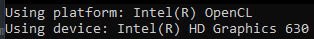 Using platform: Intel(R) OpenCL
Using device: Intel(R) HD Graphics 630